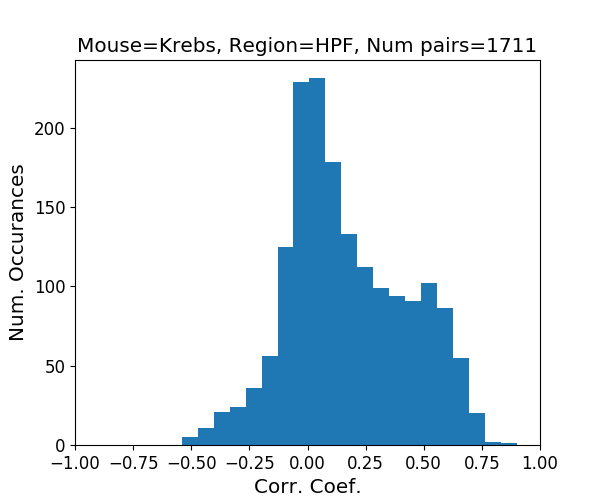 Mouse=Krebs, Region=HPF, Num pairs=1711
Num. Occurances
200
150
100
50
0
−1.00 −0.75 −0.50 −0.25 0.00 0.25 0.50 0.75 1.00
Corr. Coef.